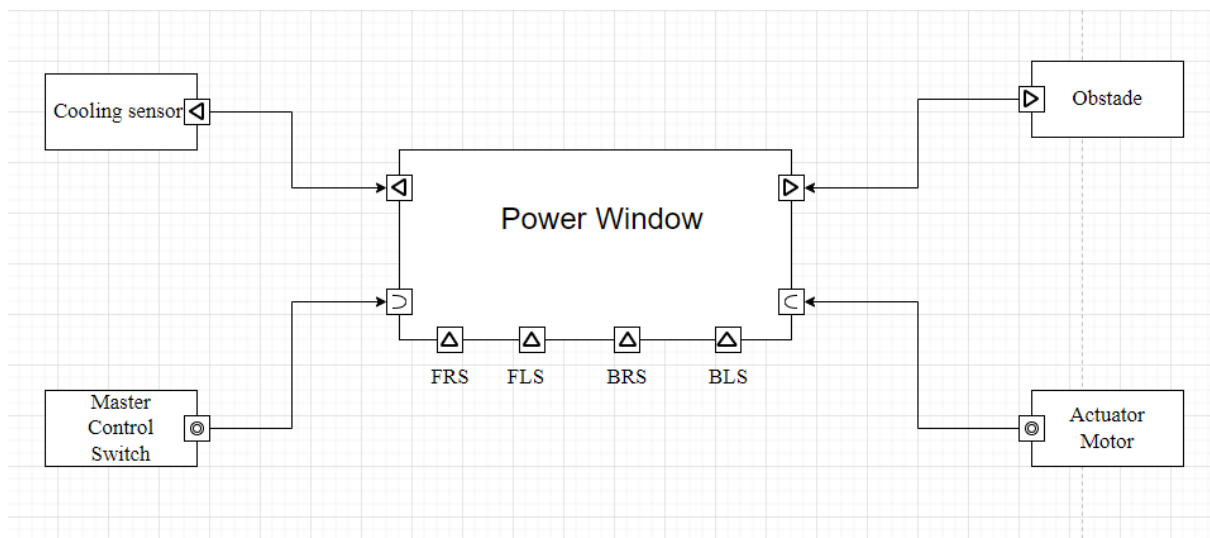 Cooling sensor
Obstade
Power Window
FRS FLS BRS BLS
Master
Control
Switch
Actuator
Motor